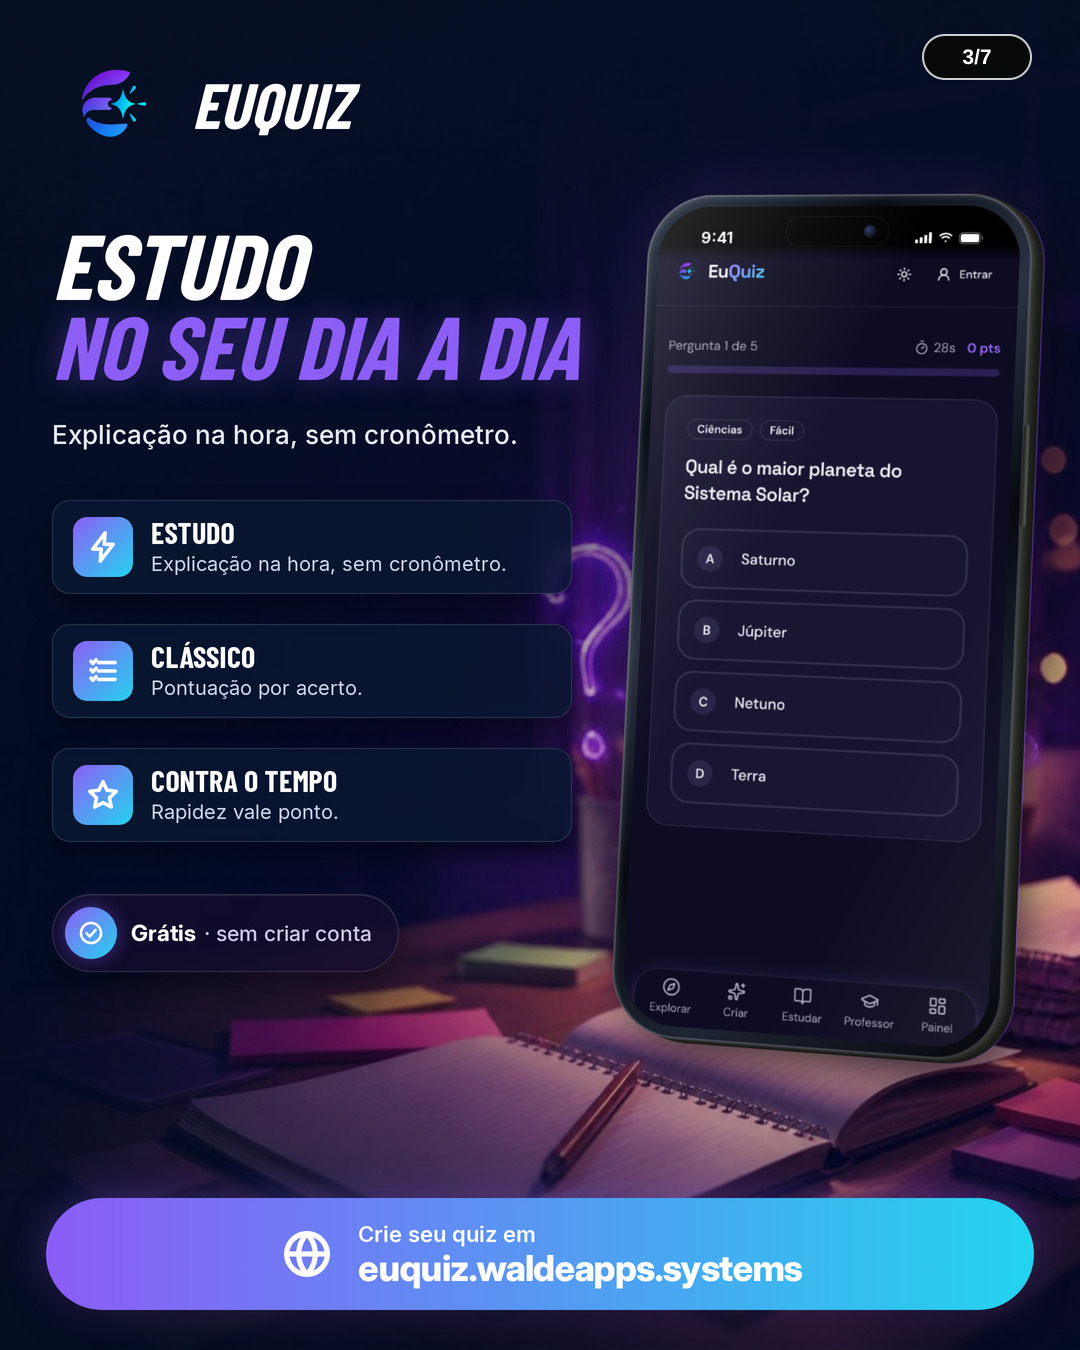 3/7
EUQUIZ
ESTUDO
NO SEU DIA A DIA
Explicação na hora, sem cronômetro.
ESTUDO
Explicação na hora, sem cronômetro.
CLÁSSICO
Pontuação por acerto.
CONTRA O TEMPO
Rapidez vale ponto.
Grátis · sem criar conta
9:41
EuQuiz
Entrar
Pergunta 1 de 5
28s 0 pts
Ciências Fácil
Qual é o maior planeta do
Sistema Solar?
A Saturno
B Júpiter
C Netuno
D Terra
Explorar Criar Estudar Professor Painel
Crie seu quiz em
euquiz.waldeapps.systems